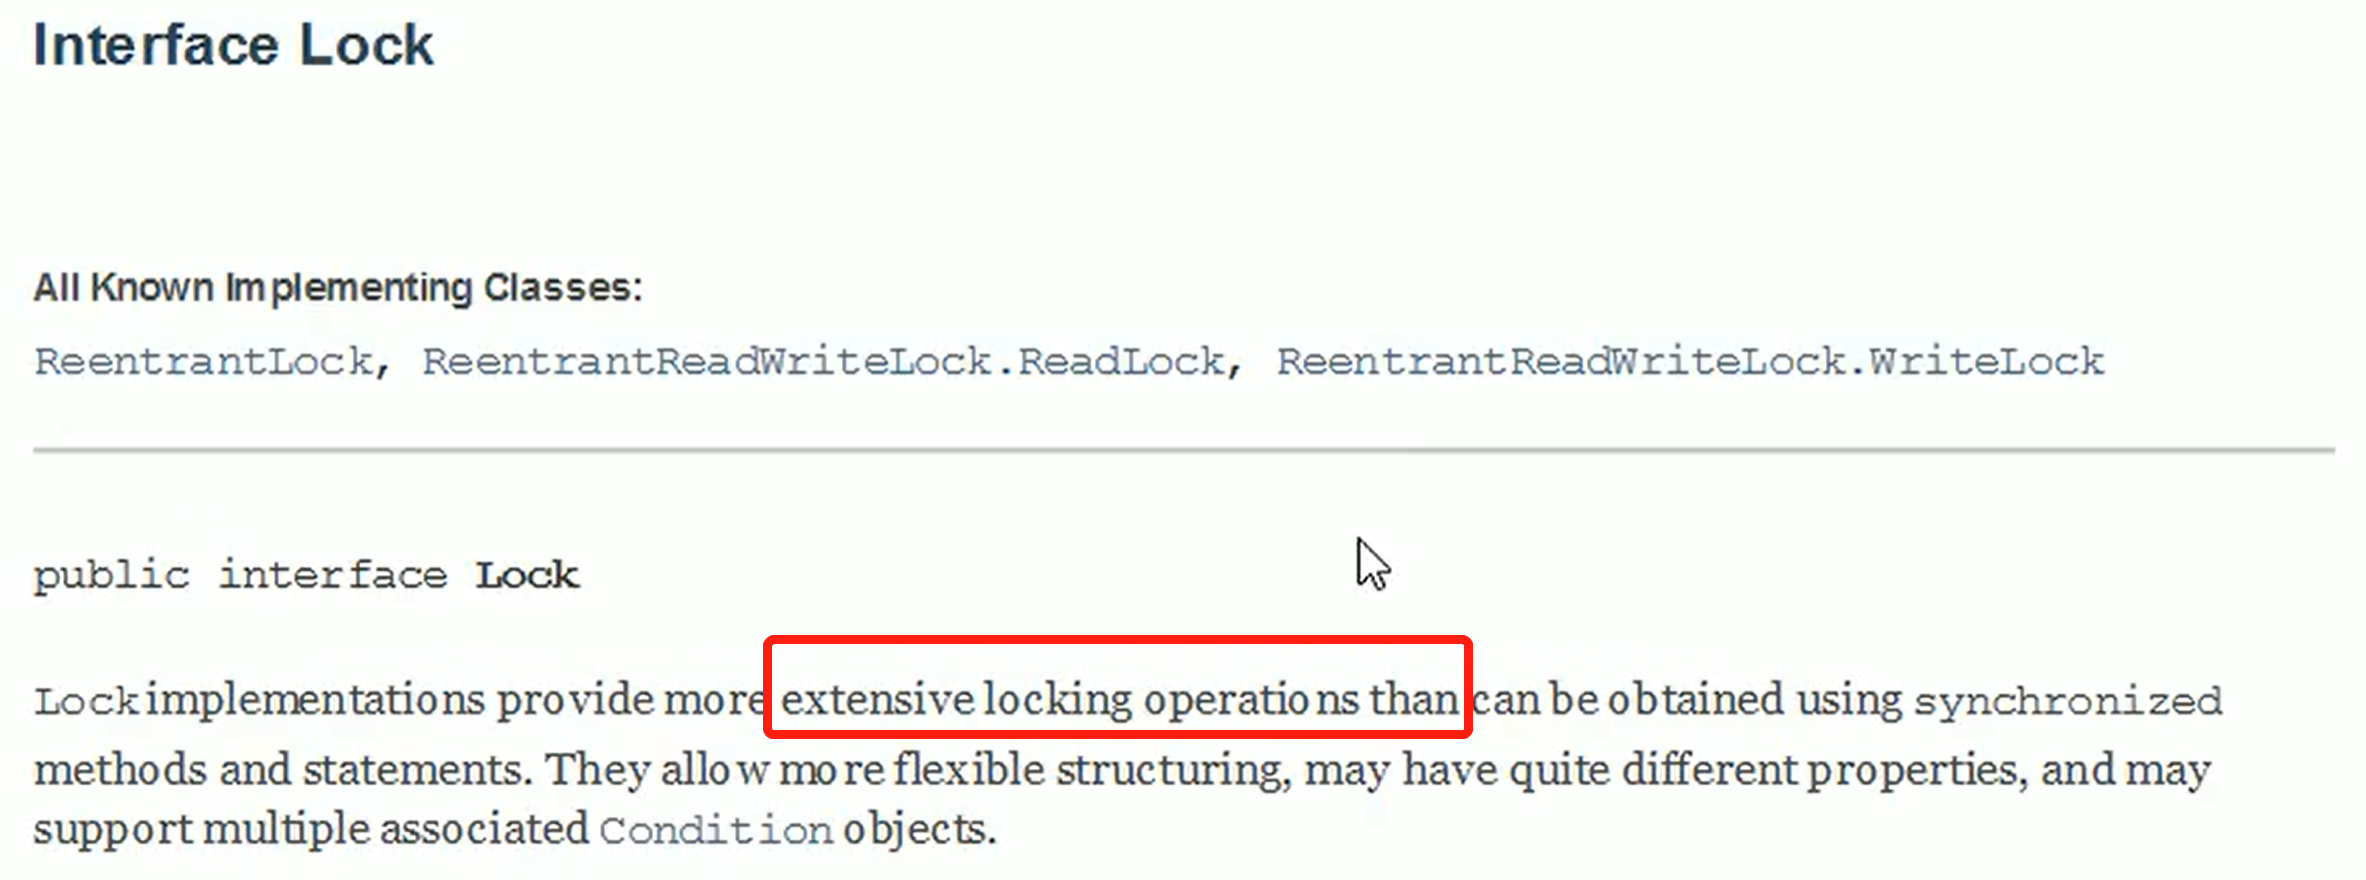 Interface Lock
All Known Implementing Classes:
ReentrantLock, ReentrantReadWriteLock.ReadLock, ReentrantReadWriteLock.WriteLock
public interface Lock
Lock implementations provide more extensive locking operations than can be obtained using synchronized
methods and statements. They allow more flexible structuring, may have quite different properties, and may
support multiple associated Condition objects.